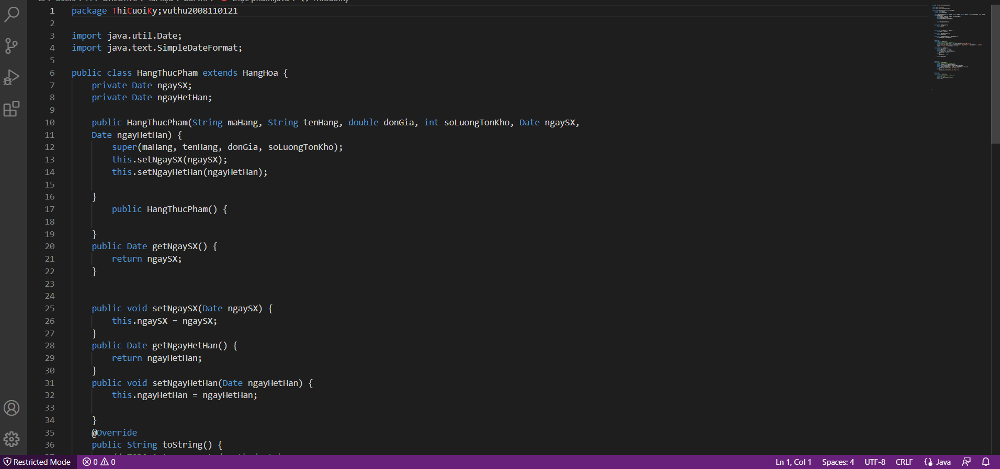 1 package ThiCuoiKy;vuthu2008110121
2
3 import java.util.Date;
4 import java.text.SimpleDateFormat;
5
6 public class HangThucPham extends HangHoa {
7 private Date ngaySX;
8 private Date ngayHetHan;
9
10 public HangThucPham(String maHang, String tenHang, double donGia, int soLuongTonKho, Date ngaySX,
11 Date ngayHetHan) {
12 super(maHang, tenHang, donGia, soLuongTonKho);
13 this.setNgaySX(ngaySX);
14 this.setNgayHetHan(ngayHetHan);
15
16 }
17 public HangThucPham() {
18
19 }
20 public Date getNgaySX() {
21 return ngaySX;
22 }
23
24
25 public void setNgaySX(Date ngaySX) {
26 this.ngaySX = ngaySX;
27 }
28 public Date getNgayHetHan() {
29 return ngayHetHan;
30 }
31 public void setNgayHetHan(Date ngayHetHan) {
32 this.ngayHetHan = ngayHetHan;
33
34 }
35 @Override
36 public String toString() {
Restricted Mode 0 0 Ln 1, Col 1 Spaces: 4 UTF-8 CRLF Java